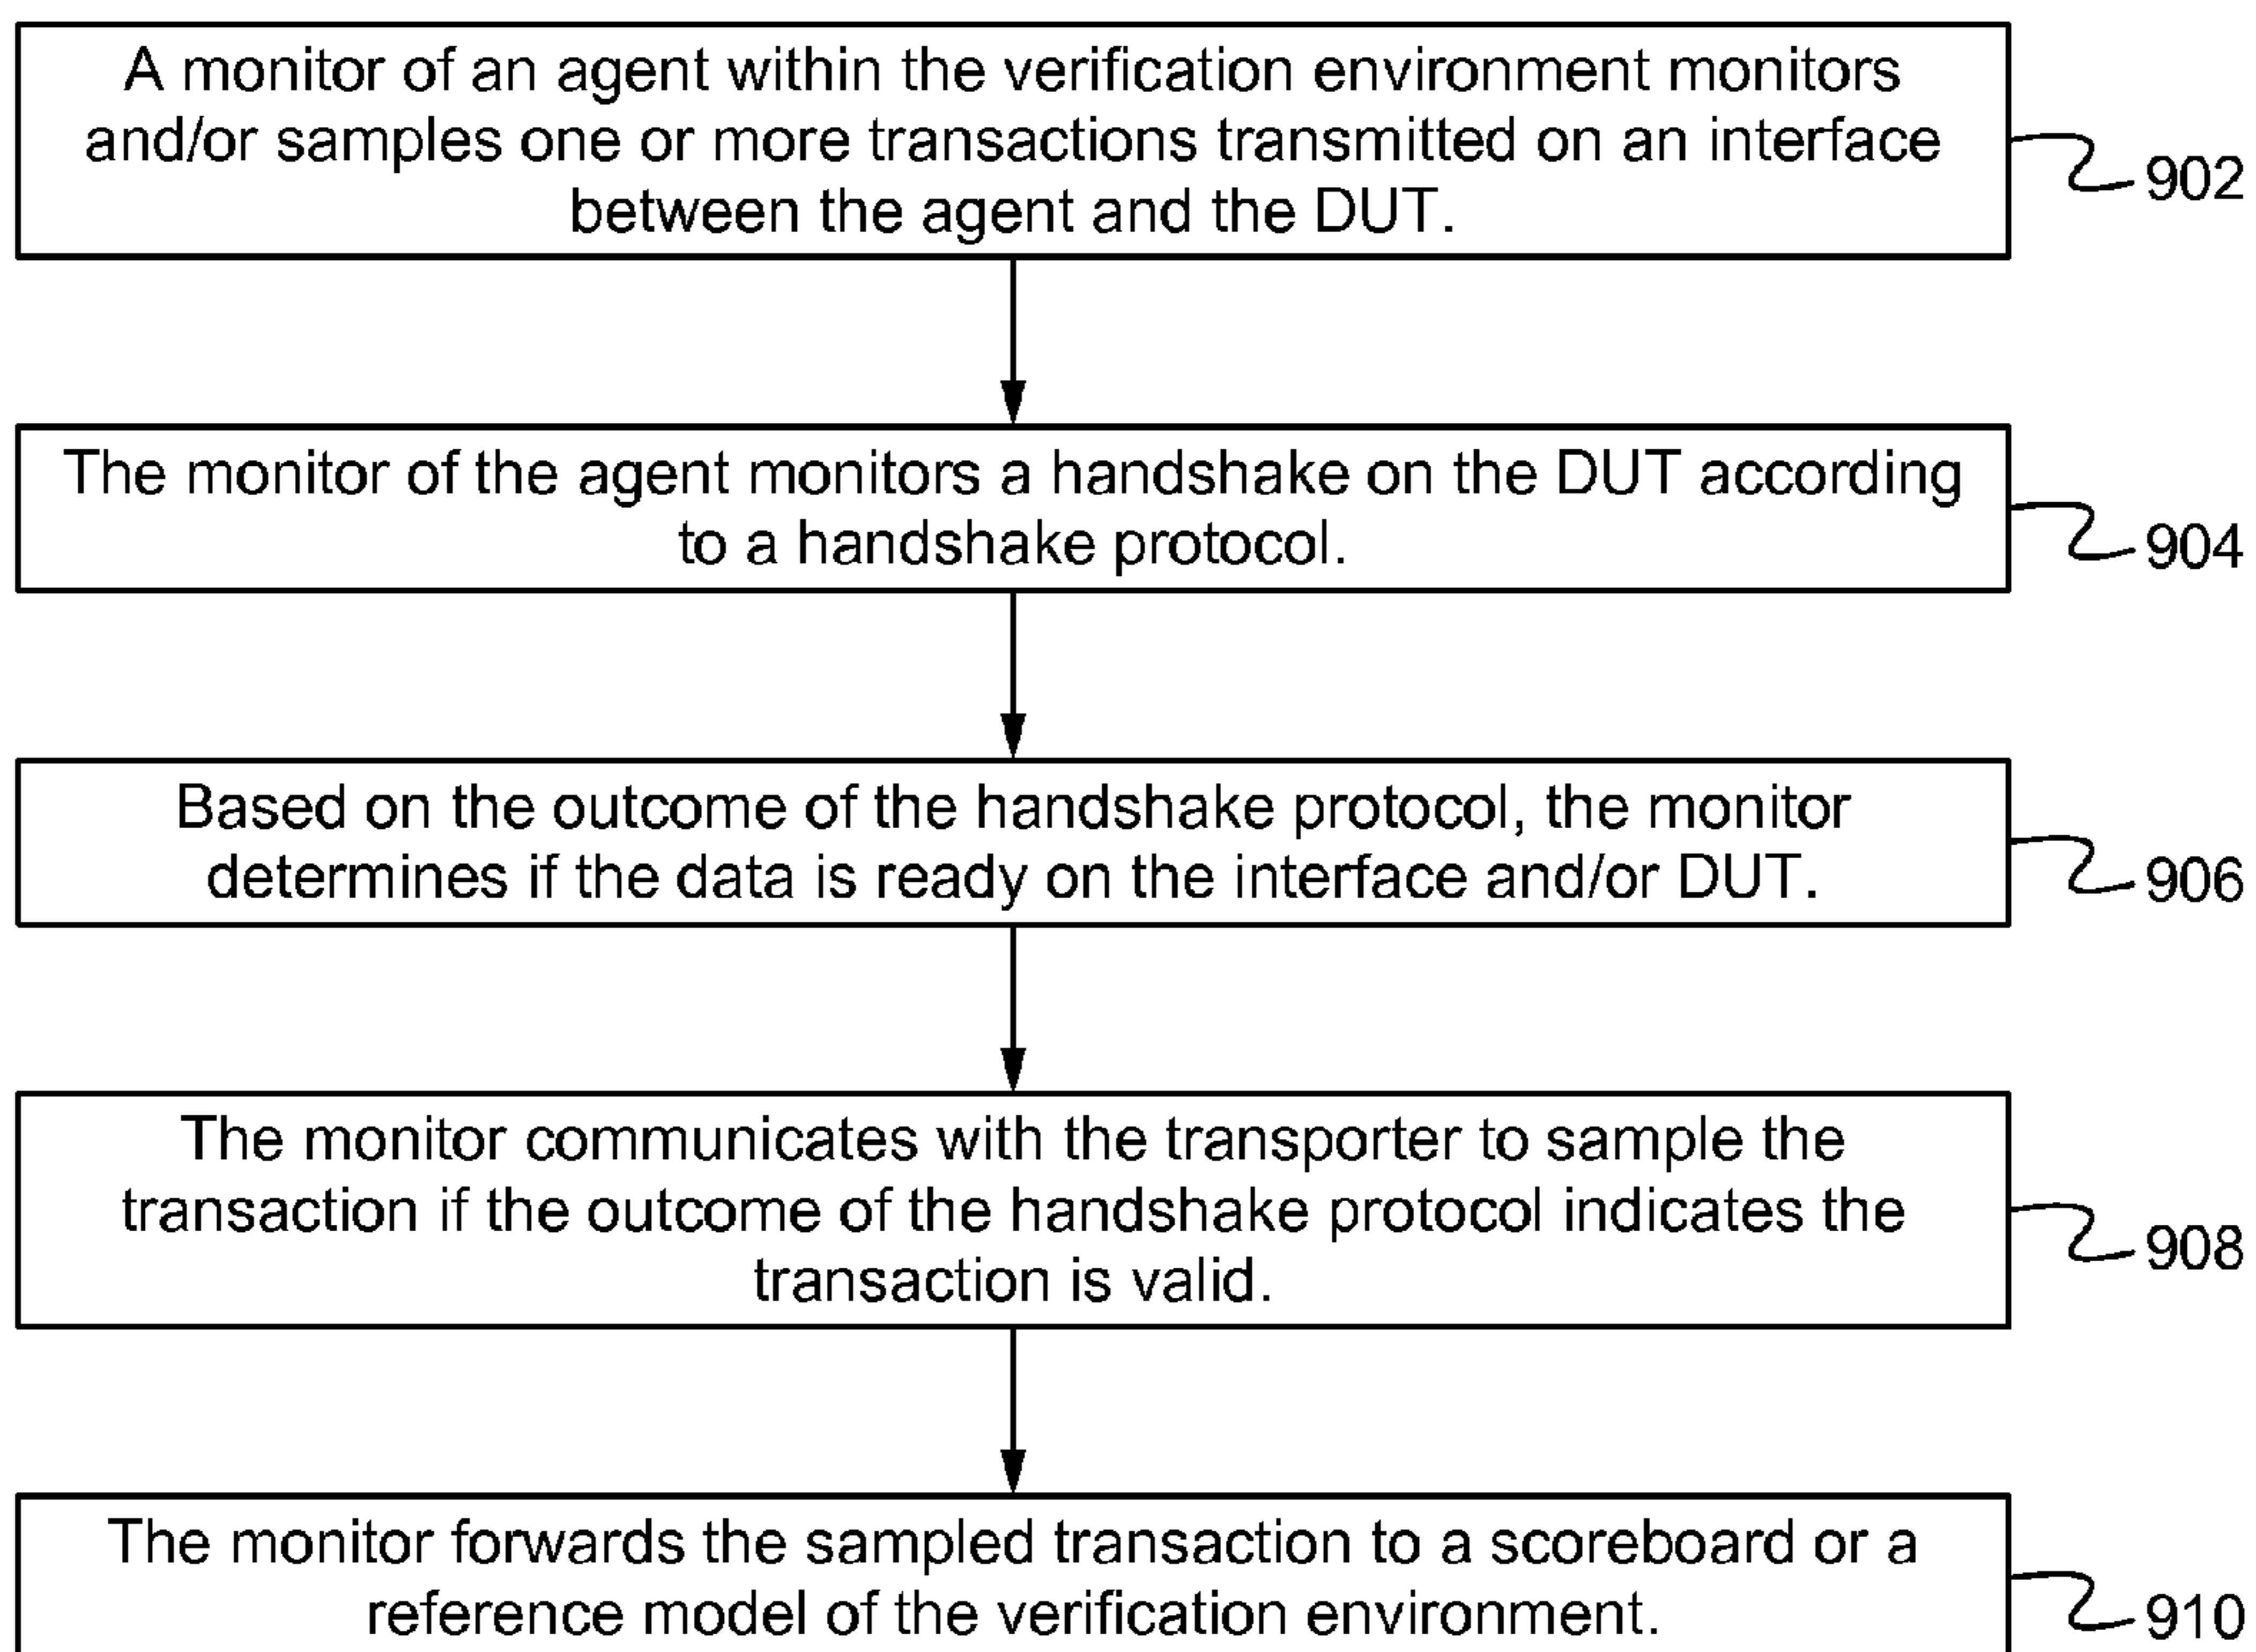 A monitor of an agent within the verification environment monitors
and/or samples one or more transactions transmitted on an interface
between the agent and the DUT.
902
The monitor of the agent monitors a handshake on the DUT according
to a handshake protocol.
904
Based on the outcome of the handshake protocol, the monitor
determines if the data is ready on the interface and/or DUT.
906
The monitor communicates with the transporter to sample the
transaction if the outcome of the handshake protocol indicates the
transaction is valid.
908
The monitor forwards the sampled transaction to a scoreboard or a
reference model of the verification environment.
910